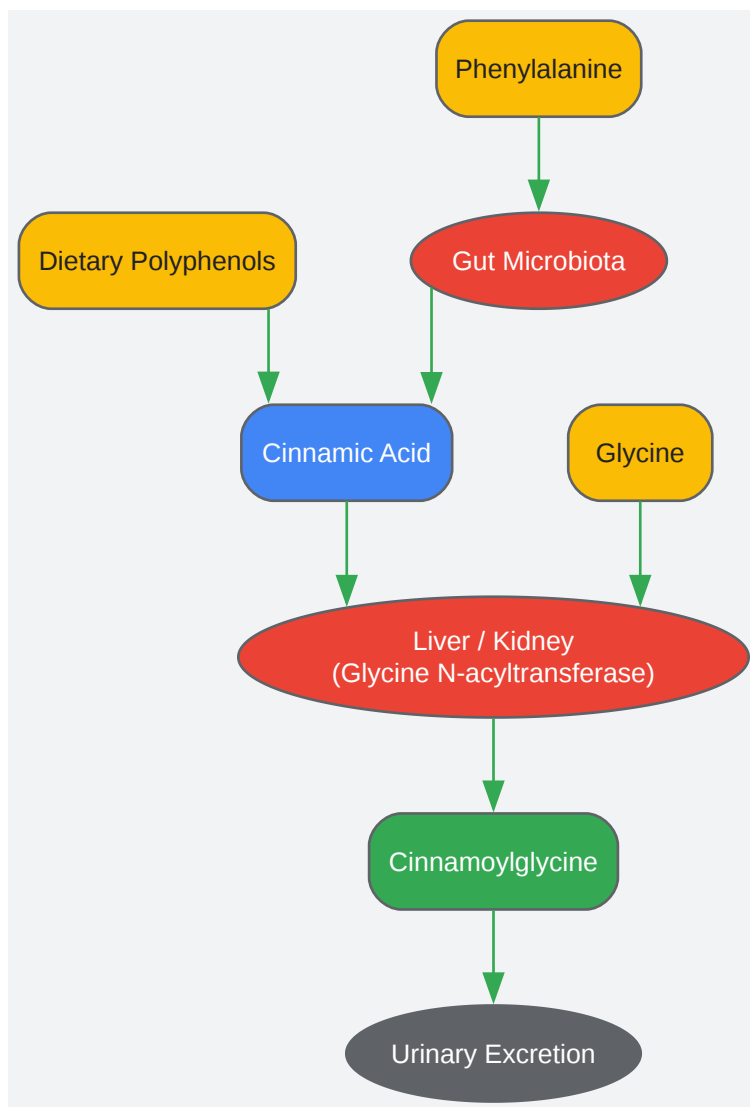 Phenylalanine
Dietary Polyphenols
Gut Microbiota
Cinnamic Acid
Glycine
Liver / Kidney
(Glycine N-acyltransferase)
Cinnamoylglycine
Urinary Excretion